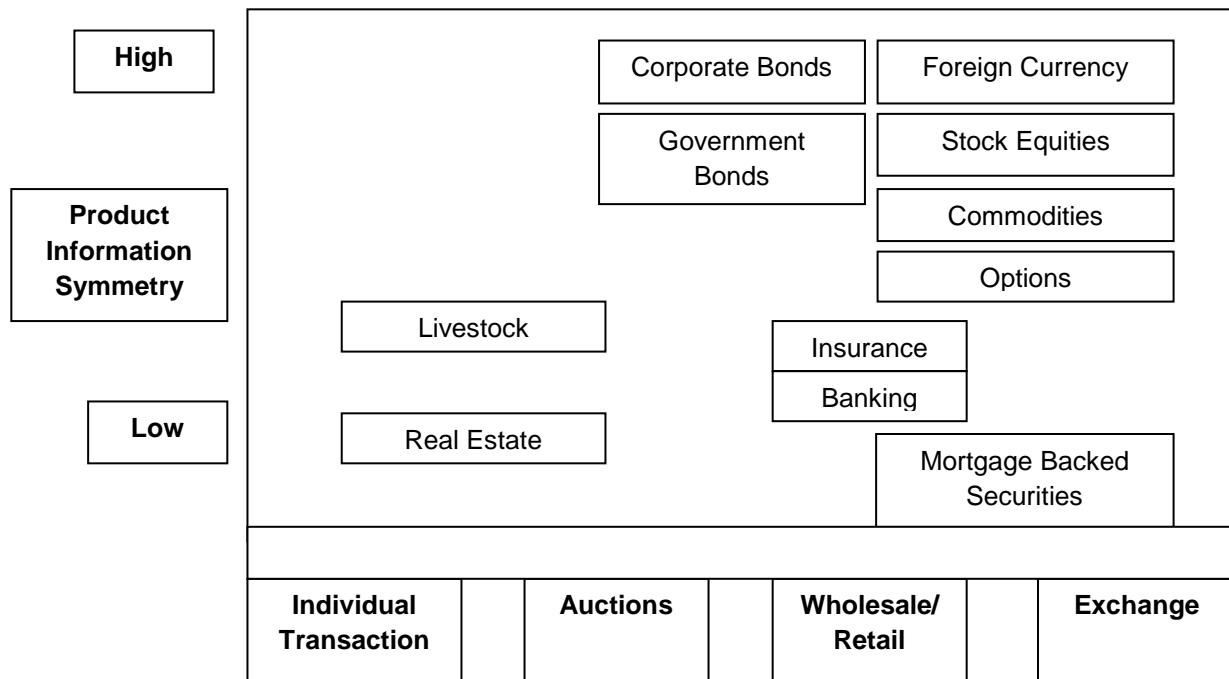 High
Corporate Bonds
Foreign Currency
Government
Bonds
Stock Equities
Product
Information
Symmetry
Commodities
Options
Livestock
Insurance
Banking
Low
Real Estate
Mortgage Backed
Securities
Individual
Transaction
Auctions
Wholesale/
Retail
Exchange